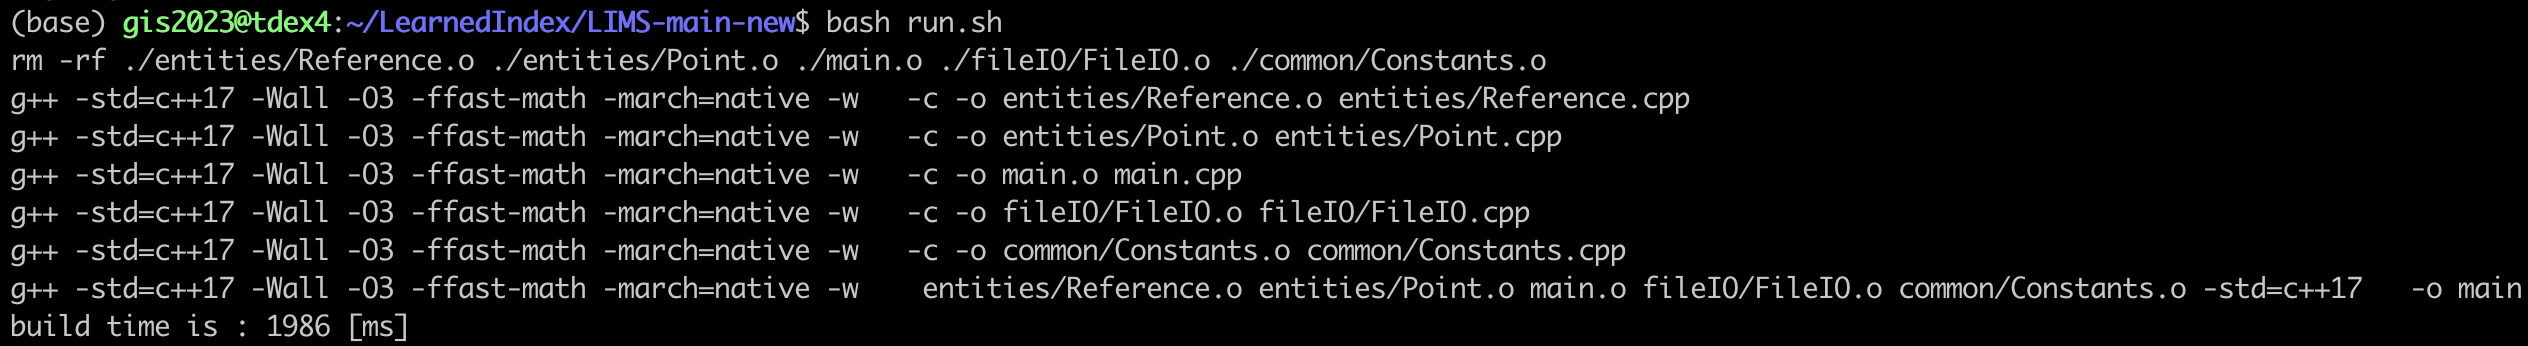 (base) gis2023@tdex4:~/LearnedIndex/LIMS-main-new$ bash run.sh
rm -rf ./entities/Reference.o ./entities/Point.o ./main.o ./fileIO/FileIO.o ./common/Constants.o
g++ -std=c++17 -Wall -O3 -ffast-math -march=native -w   -c -o entities/Reference.o entities/Reference.cpp
g++ -std=c++17 -Wall -O3 -ffast-math -march=native -w   -c -o entities/Point.o entities/Point.cpp
g++ -std=c++17 -Wall -O3 -ffast-math -march=native -w   -c -o main.o main.cpp
g++ -std=c++17 -Wall -O3 -ffast-math -march=native -w   -c -o fileIO/FileIO.o fileIO/FileIO.cpp
g++ -std=c++17 -Wall -O3 -ffast-math -march=native -w   -c -o common/Constants.o common/Constants.cpp
g++ -std=c++17 -Wall -O3 -ffast-math -march=native -w    entities/Reference.o entities/Point.o main.o fileIO/FileIO.o common/Constants.o -std=c++17   -o main
build time is : 1986 [ms]